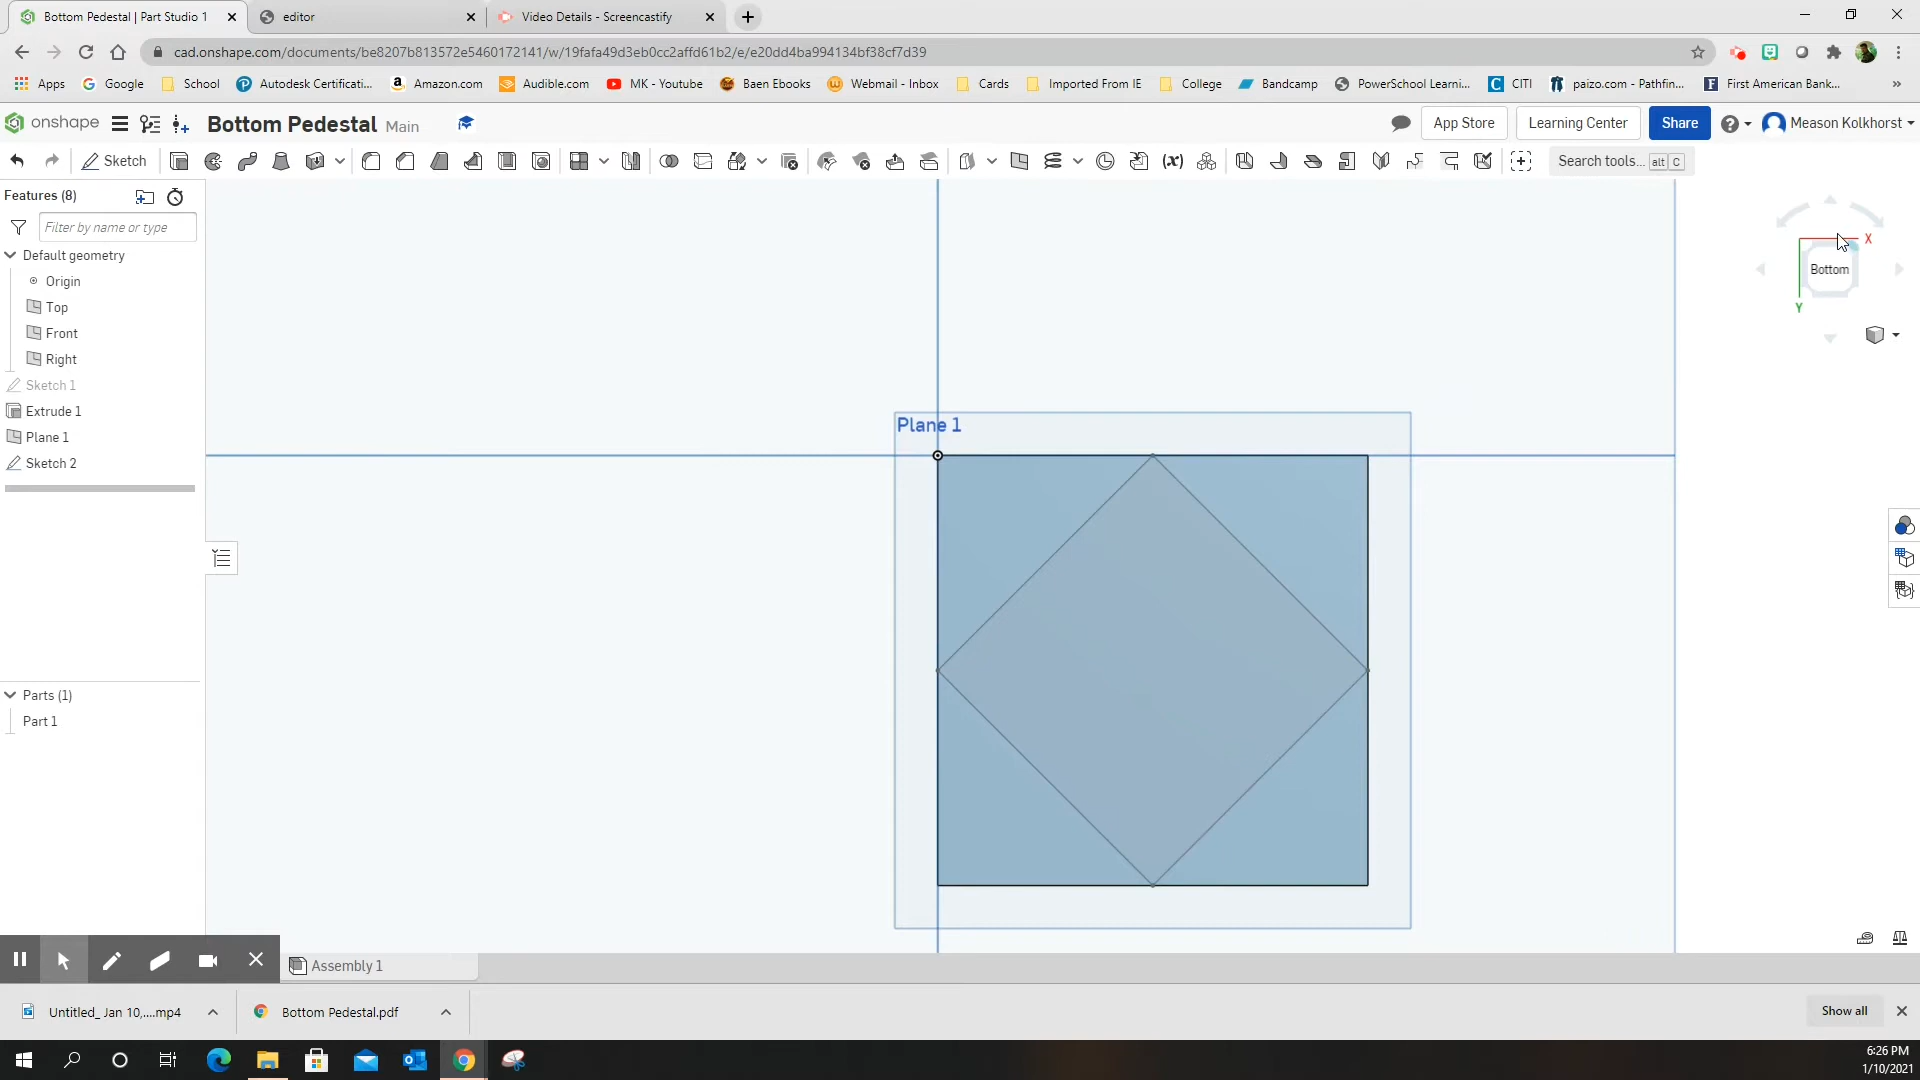 Bottom Pedestal | Part Studio 1
editor
Video Details - Screencastify
cad.onshape.com/documents/be8207b813572e5460172141/w/19fafa49d3eb0cc2affd61b2/e/e20dd4ba994134bf38cf7d39
Apps
Google
School
Autodesk Certificati...
Amazon.com
Audible.com
MK - Youtube
Baen Ebooks
Webmail - Inbox
Cards
Imported From IE
College
Bandcamp
PowerSchool Learni...
CITI
paizo.com - Pathfin...
First American Bank...
»
onshape
Bottom Pedestal Main
App Store
Learning Center
Share
Meason Kolkhorst
Sketch
Search tools... alt C
Features (8)
Filter by name or type
Default geometry
Origin
Top
Front
Right
Sketch 1
Extrude 1
Plane 1
Sketch 2
Parts (1)
Part 1
Plane 1
X
Bottom
Y
Assembly 1
Untitled_ Jan 10,....mp4
Bottom Pedestal.pdf
Show all
6:26 PM
1/10/2021